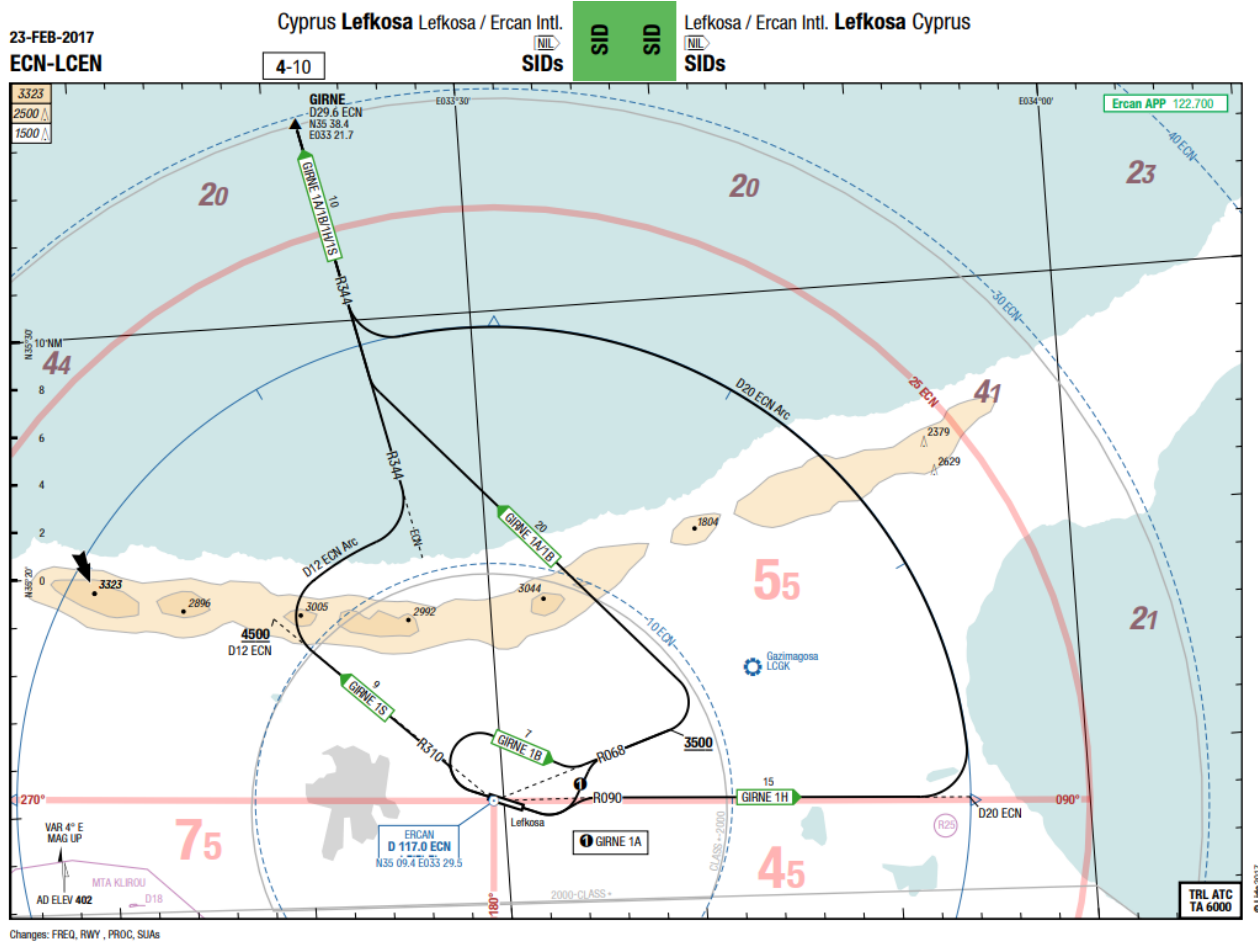 23-FEB-2017
ECN-LCEN
4-10
Cyprus Lefkosa Lefkosa / Ercan Intl.
NIL
SIDs
SID
SID
Lefkosa / Ercan Intl. Lefkosa Cyprus
NIL
SIDs
3323
2500
1500
GIRNE
D29.6 ECN
N35 38.4
E033 21.7
E033°30'
E034°00'
Ercan APP 122.700
40 ECN
20
20
23
10
GIRNE 1A/1B/1H/1S
R344
30 ECN
N35°30'
10 NM
44
8
6
4
2
0
N35°20'
D20 ECN Arc
25 ECN
41
2379
2629
R344
ECN
20
GIRNE 1A/1B
1804
D12 ECN Arc
3323
2896
3005
2992
3044
55
21
4500
D12 ECN
10 ECN
Gazimagosa
LCGK
9
GIRNE 1S
R310
7
GIRNE 1B
R068
3500
1
R090
15
GIRNE 1H
270°
090°
D20 ECN
Lefkosa
R25
ERCAN
D 117.0 ECN
N35 09.4 E033 29.5
1 GIRNE 1A
CLASS+-2000
VAR 4° E
MAG UP
75
45
MTA KLIROU
D18
AD ELEV 402
180°
2000-CLASS+
TRL ATC
TA 6000
Changes: FREQ, RWY , PROC, SUAs